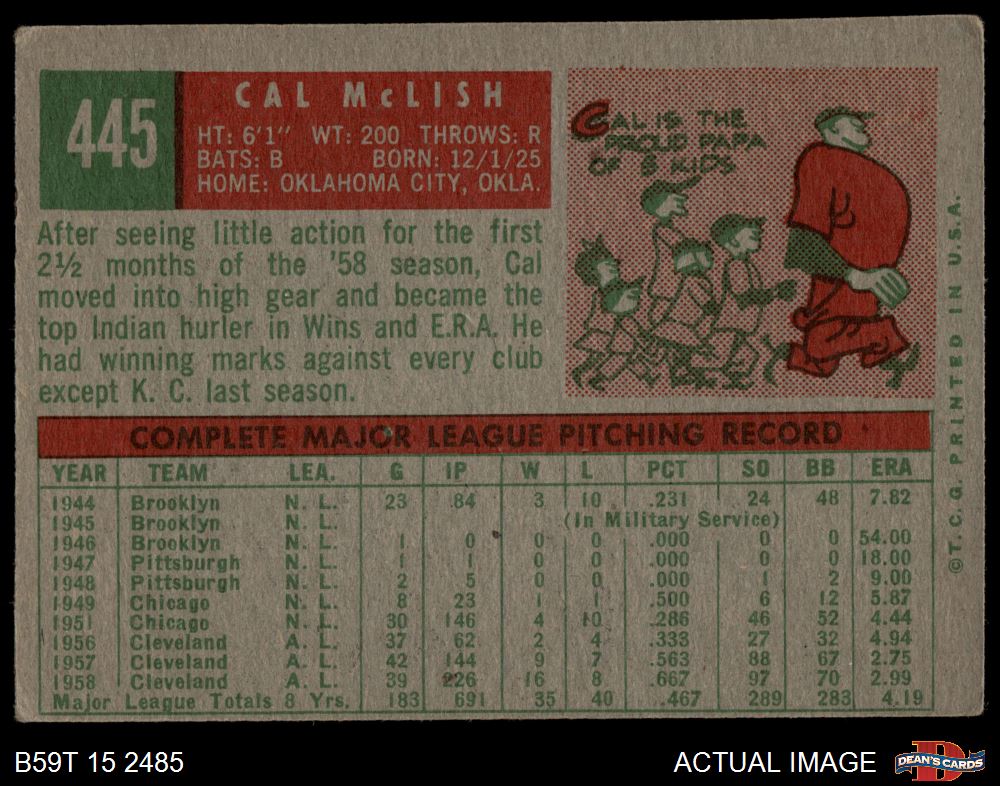 445
CAL McLISH
HT: 6'1" WT: 200 THROWS: R
BATS: B BORN: 12/1/25
HOME: OKLAHOMA CITY, OKLA.
After seeing little action for the first
2½ months of the '58 season, Cal
moved into high gear and became the
top Indian hurler in Wins and E.R.A. He
had winning marks against every club
except K. C. last season.
CAL IS THE
PROUD PAPA
OF 5 KIDS
COMPLETE MAJOR LEAGUE PITCHING RECORD
YEAR TEAM LEA. G IP W L PCT SO BB ERA
1944 Brooklyn N. L. 23 84 3 10 .231 24 48 7.82
1945 Brooklyn N. L. (In Military Service)
1946 Brooklyn N. L. 1 0 0 0 .000 0 0 54.00
1947 Pittsburgh N. L. 1 1 0 0 .000 0 0 18.00
1948 Pittsburgh N. L. 2 5 0 0 .000 1 2 9.00
1949 Chicago N. L. 8 23 1 1 .500 6 12 5.87
1951 Chicago N. L. 30 146 4 10 .286 46 52 4.44
1956 Cleveland A. L. 37 62 2 4 .333 27 32 4.94
1957 Cleveland A. L. 42 144 9 7 .563 88 67 2.75
1958 Cleveland A. L. 39 226 16 8 .667 97 70 2.99
Major League Totals 8 Yrs. 183 691 35 40 .467 289 283 4.19
©T. C. G. PRINTED IN U.S.A.
B59T 15 2485
ACTUAL IMAGE
DEAN'S CARDS